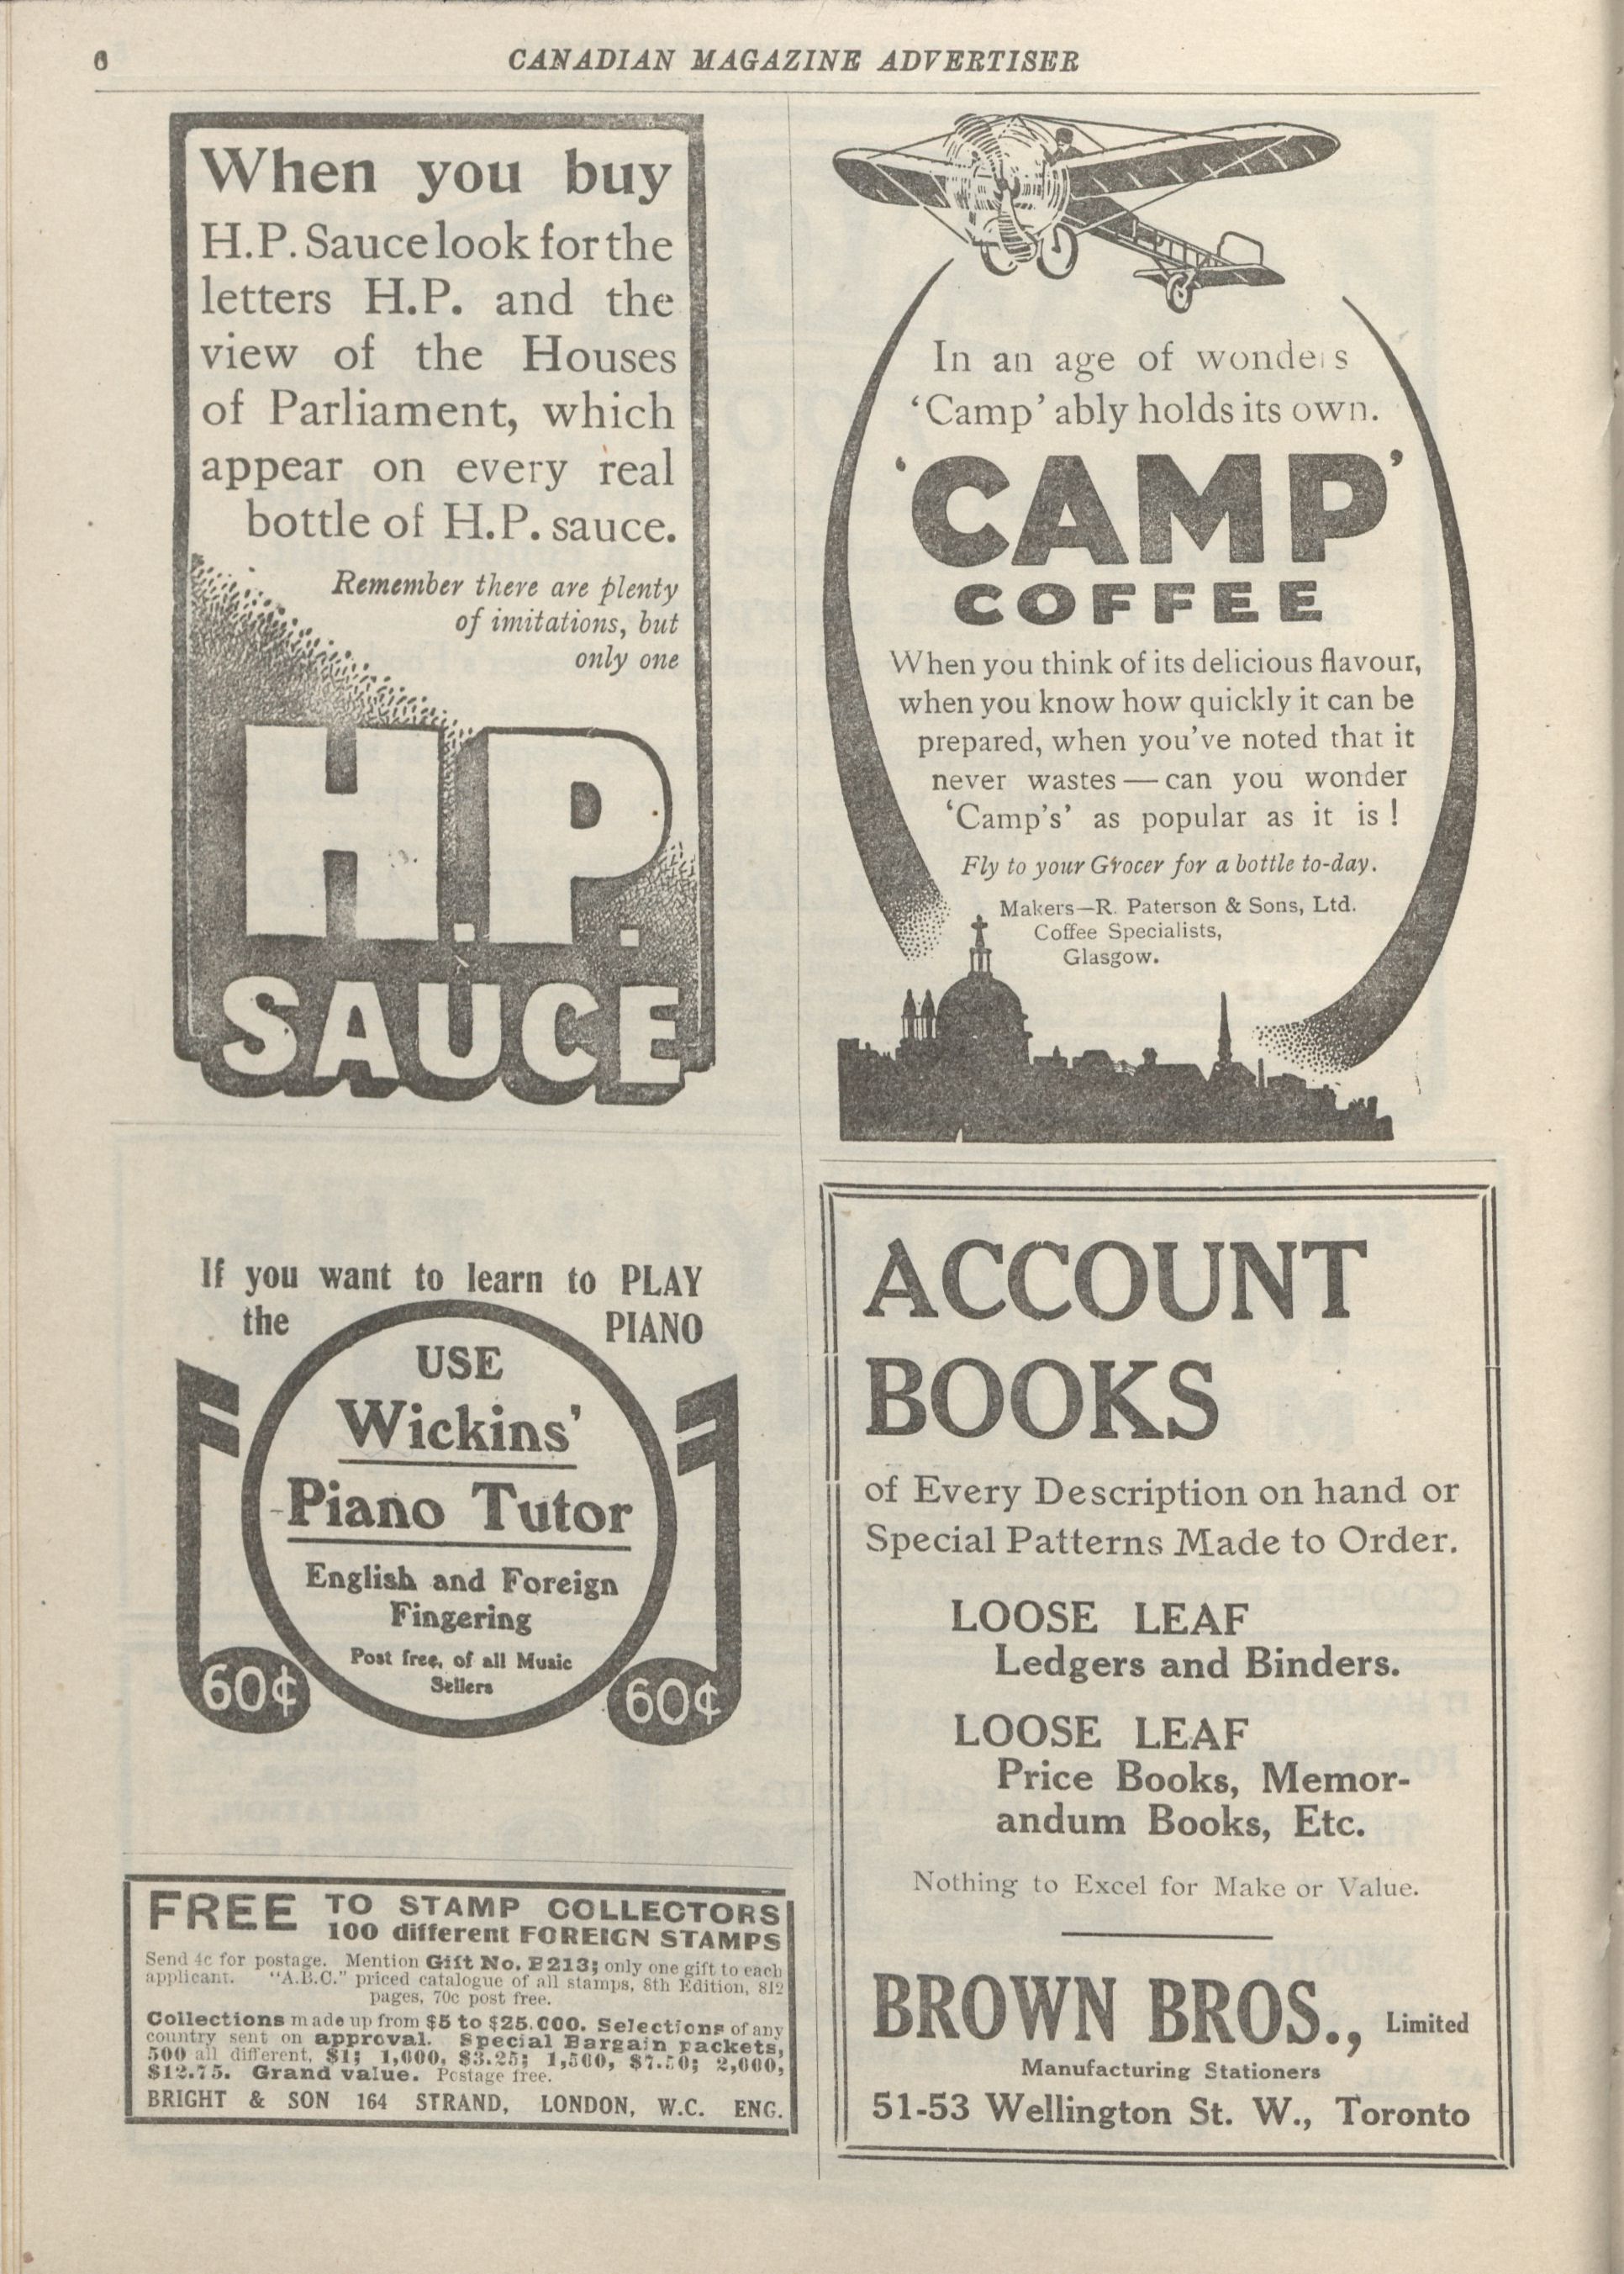 6
CANADIAN MAGAZINE ADVERTISER
When you buy
H.P. Sauce look for the
letters H.P. and the
view of the Houses
of Parliament, which
appear on every real
bottle of H.P. sauce.
Remember there are plenty
of imitations, but
only one
H.P.
SAUCE
In an age of wonders
‘Camp’ ably holds its own.
‘CAMP’
COFFEE
When you think of its delicious flavour,
when you know how quickly it can be
prepared, when you've noted that it
never wastes—can you wonder
‘Camp's’ as popular as it is!
Fly to your Grocer for a bottle to-day.
Makers—R. Paterson & Sons, Ltd.
Coffee Specialists,
Glasgow.
If you want to learn to PLAY
the PIANO
USE
Wickins’
Piano Tutor
English and Foreign
Fingering
Post free, of all Music
Sellers
60¢ 60¢
FREE TO STAMP COLLECTORS
100 different FOREIGN STAMPS
Send 4c for postage. Mention Gift No. B213; only one gift to each
applicant. "A.B.C." priced catalogue of all stamps, 8th Edition, 812
pages, 70c post free.
Collections made up from $5 to $25,000. Selections of any
country sent on approval. Special Bargain packets,
500 all different, $1; 1,000, $3.25; 1,500, $7.50; 2,000,
$12.75. Grand value. Postage free.
BRIGHT & SON 164 STRAND, LONDON, W.C. ENG.
ACCOUNT
BOOKS
of Every Description on hand or
Special Patterns Made to Order.
LOOSE LEAF
Ledgers and Binders.
LOOSE LEAF
Price Books, Memor-
andum Books, Etc.
Nothing to Excel for Make or Value.
BROWN BROS., Limited
Manufacturing Stationers
51-53 Wellington St. W., Toronto